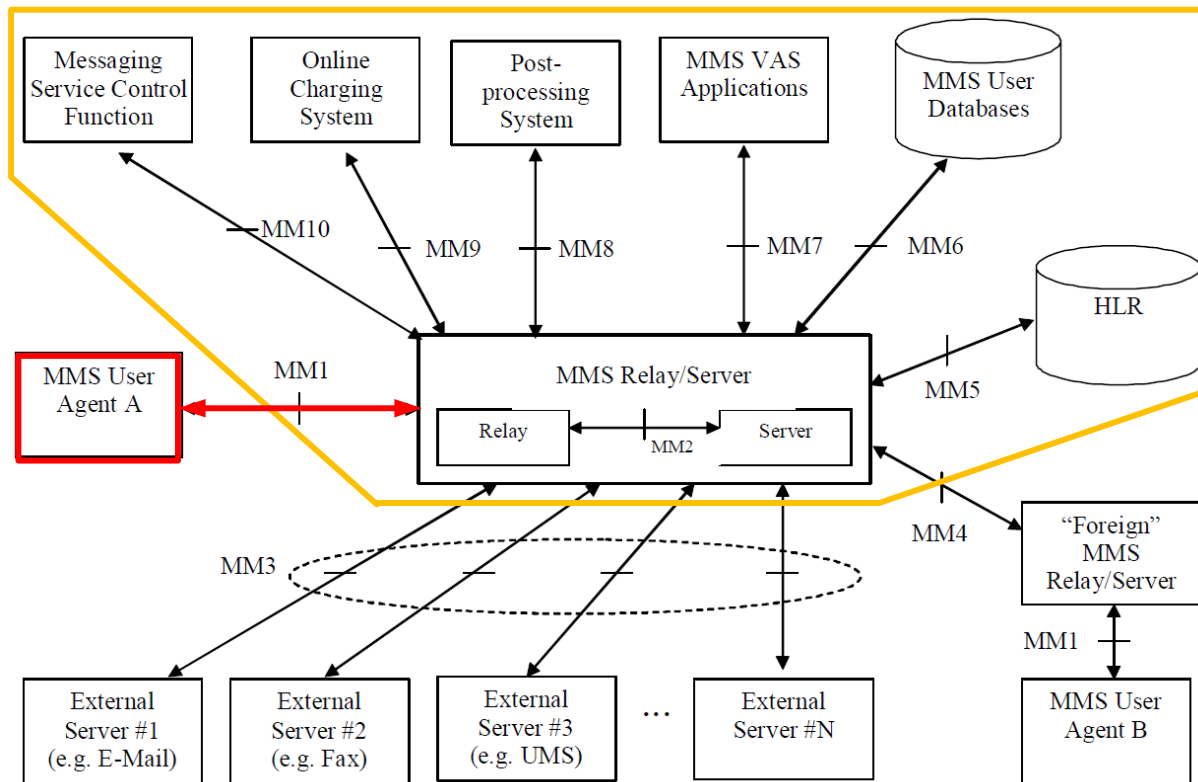 Messaging
Service Control
Function
Online
Charging
System
Post-
processing
System
MMS VAS
Applications
MMS User
Databases
MM10
MM9
MM8
MM7
MM6
HLR
MMS User
Agent A
MM1
MMS Relay/Server
MM5
Relay
MM2
Server
MM4
“Foreign”
MMS
Relay/Server
MM3
MM1
External
Server #1
(e.g. E-Mail)
External
Server #2
(e.g. Fax)
External
Server #3
(e.g. UMS)
...
External
Server #N
MMS User
Agent B